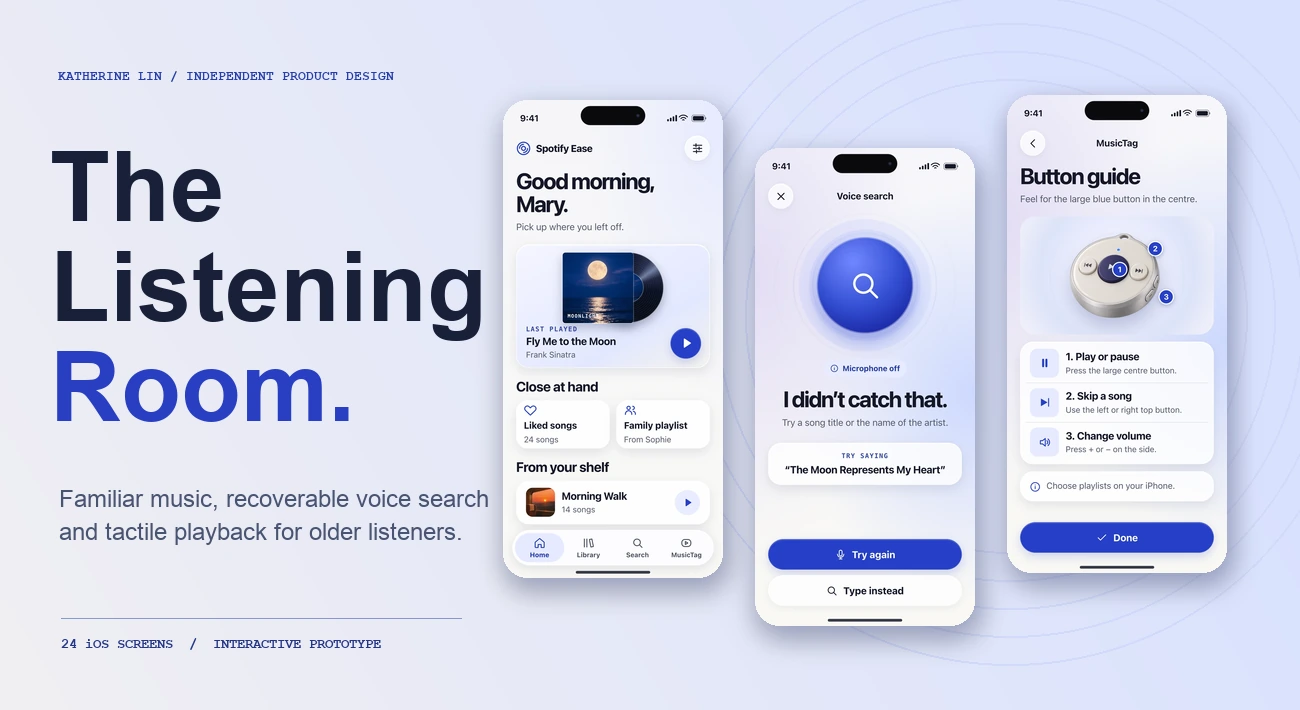 KATHERINE LIN / INDEPENDENT PRODUCT DESIGN
The
Listening
Room.
Familiar music, recoverable voice search
and tactile playback for older listeners.
24 iOS SCREENS / INTERACTIVE PROTOTYPE
9:41
Spotify Ease
Good morning,
Mary.
Pick up where you left off.
LAST PLAYED
Fly Me to the Moon
Frank Sinatra
Close at hand
Liked songs
24 songs
Family playlist
From Sophie
From your shelf
Morning Walk
14 songs
Home
Library
Search
MusicTag
9:41
Voice search
Microphone off
I didn’t catch that.
Try a song title or the name of the artist.
TRY SAYING
“The Moon Represents My Heart”
Try again
Type instead
9:41
MusicTag
Button guide
Feel for the large blue button in the centre.
1
2
3
1. Play or pause
Press the large centre button.
2. Skip a song
Use the left or right top button.
3. Change volume
Press + or − on the side.
Choose playlists on your iPhone.
Done